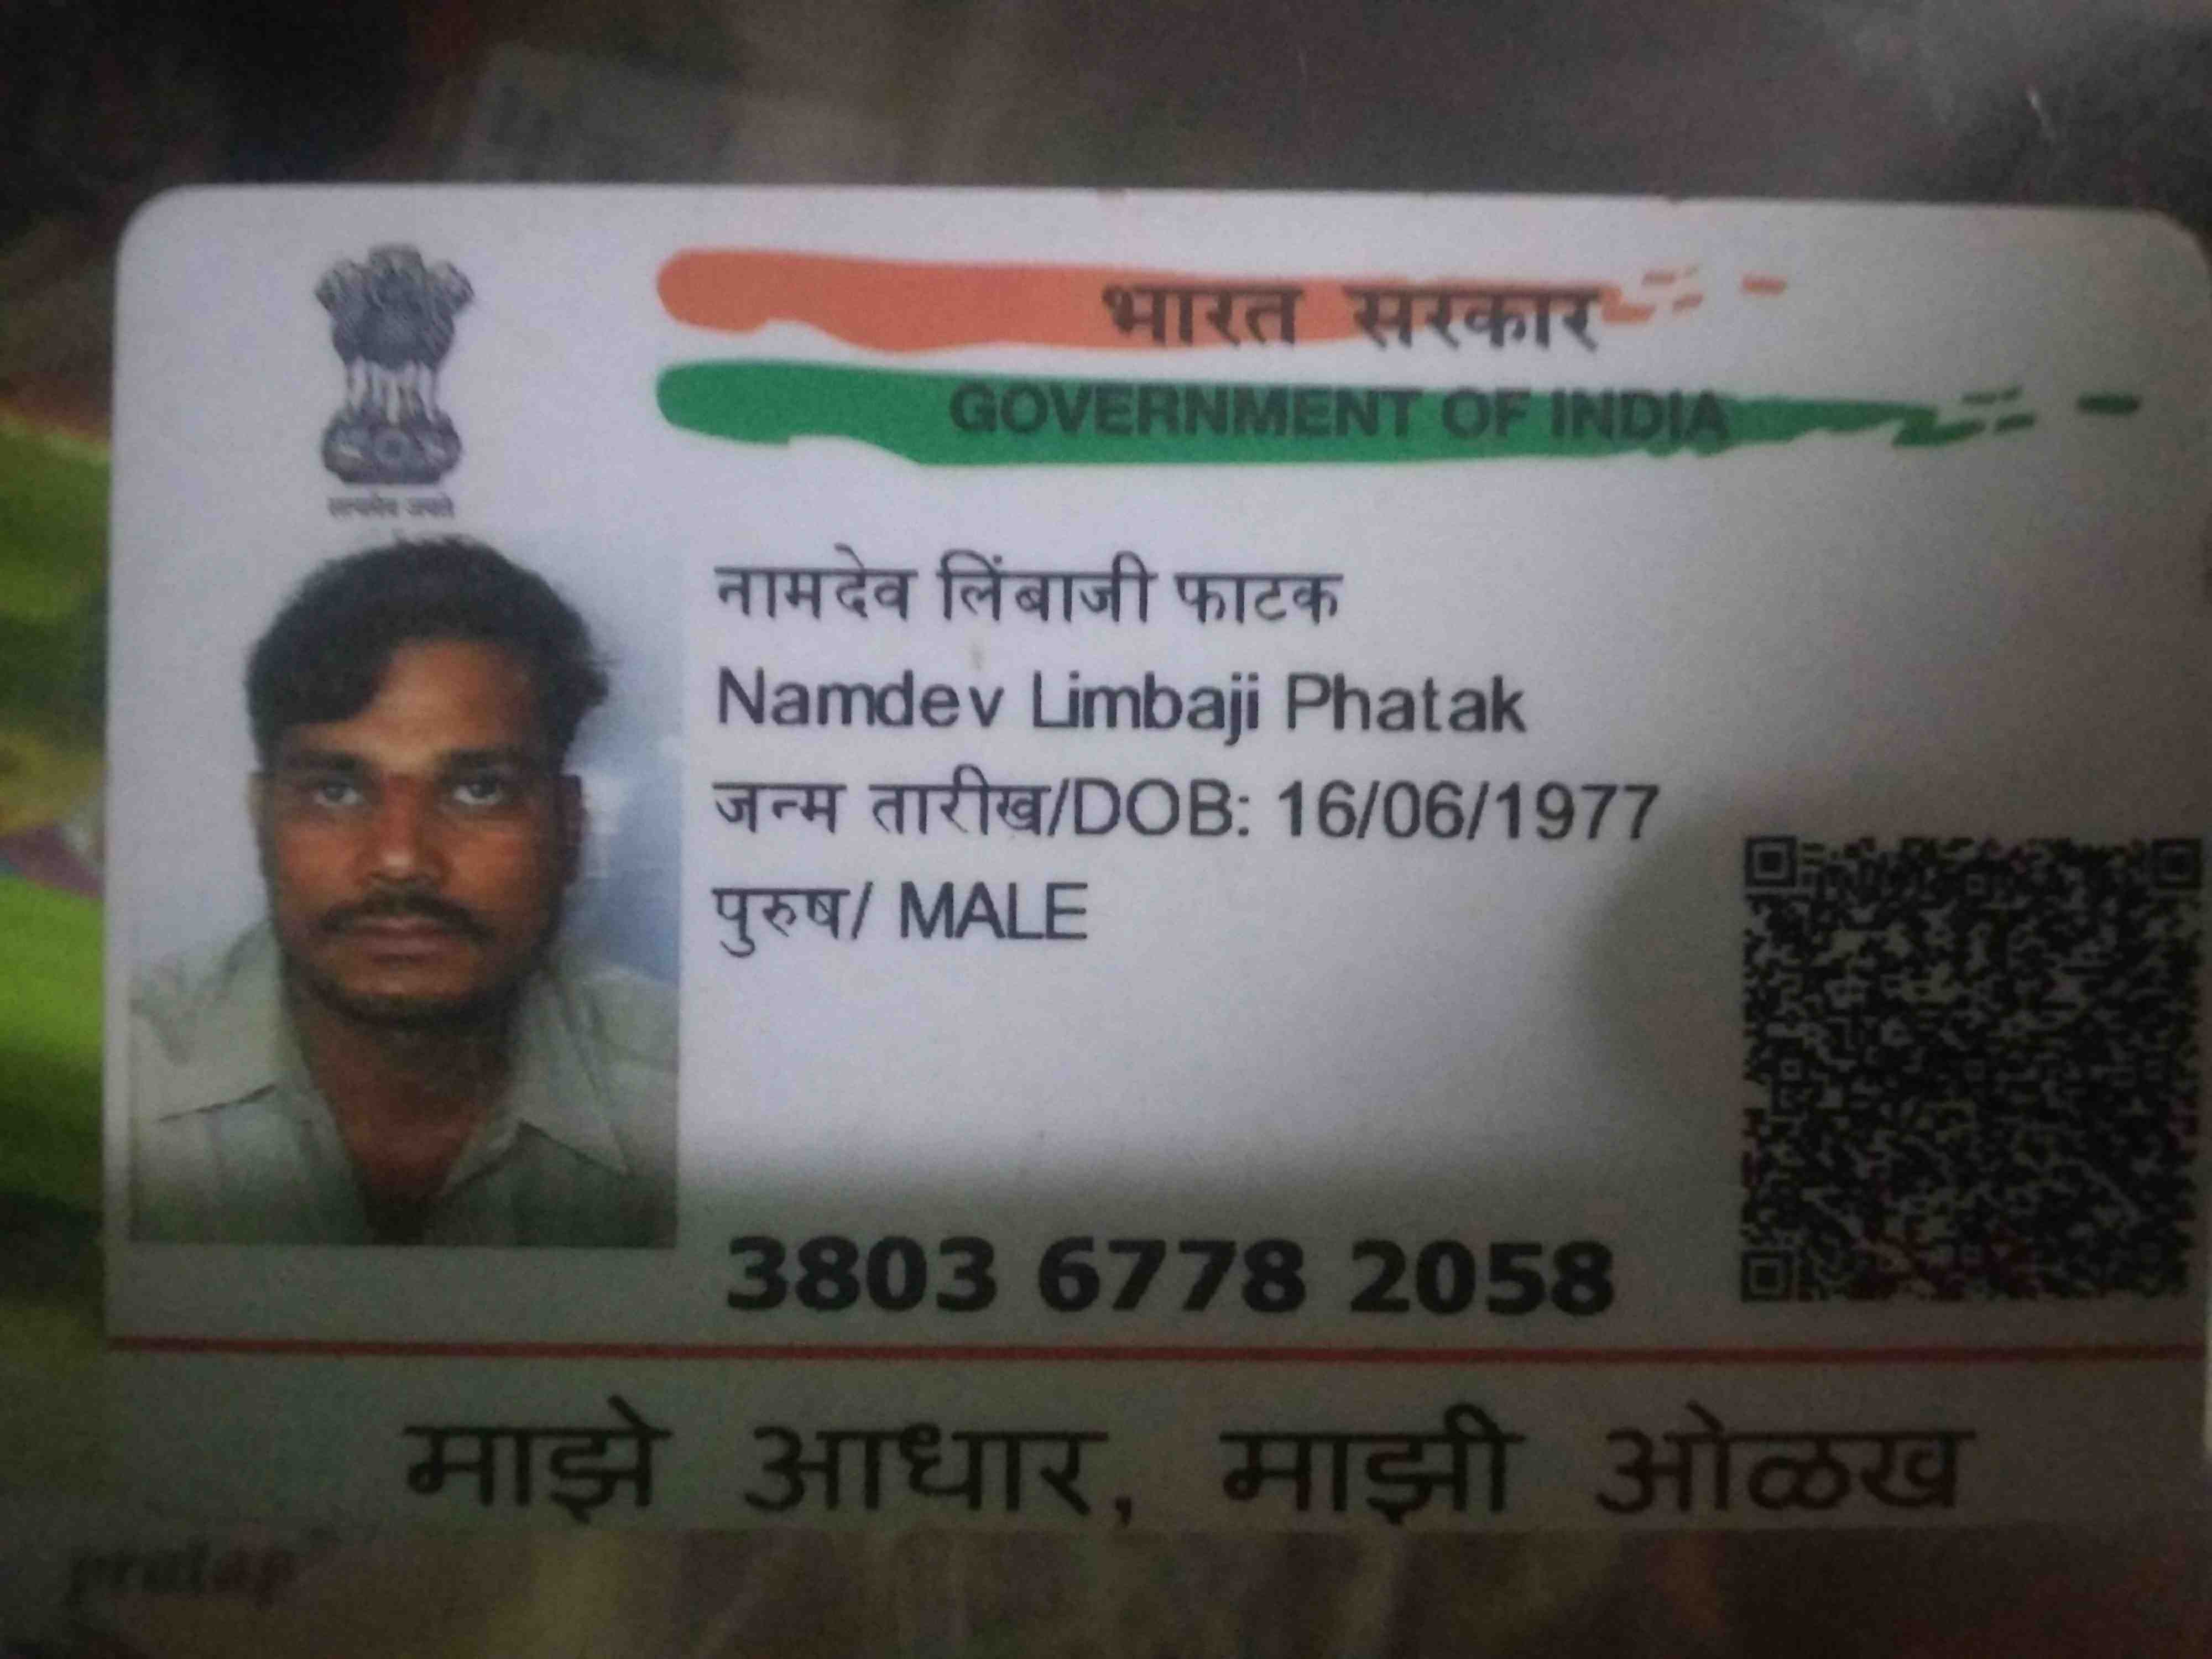 भारत सरकार
GOVERNMENT OF INDIA
सत्यमेव जयते
नामदेव लिंबाजी फाटक
Namdev Limbaji Phatak
जन्म तारीख/DOB: 16/06/1977
पुरुष/ MALE
3803 6778 2058
माझे आधार, माझी ओळख
pratap